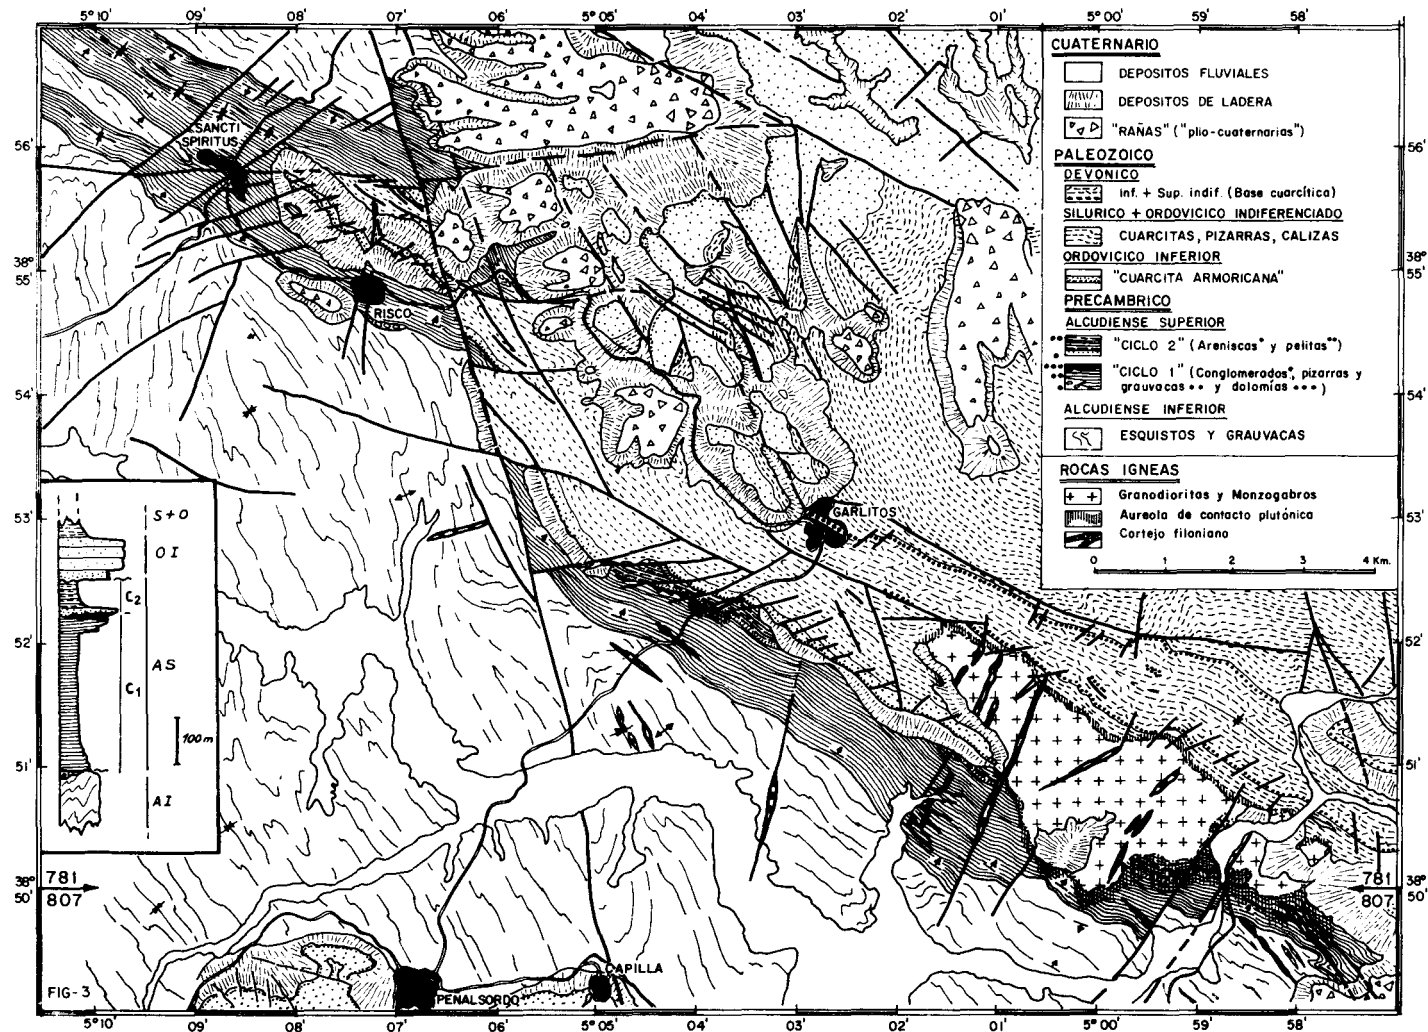 5°10' 09' 08' 07' 06' 5°05' 04' 03' 02' 01' 5°00' 59' 58'
56'
38°
55'
54'
53'
52'
51'
38°
50'
56'
38°
55'
54'
53'
52'
51'
38°
50'
CUATERNARIO
DEPOSITOS FLUVIALES
DEPOSITOS DE LADERA
"RAÑAS" ("plio-cuaternarias")
PALEOZOICO
DEVONICO
Inf. + Sup. indif. (Base cuarcítica)
SILURICO + ORDOVICICO INDIFERENCIADO
CUARCITAS, PIZARRAS, CALIZAS
ORDOVICICO INFERIOR
"CUARCITA ARMORICANA"
PRECAMBRICO
ALCUDIENSE SUPERIOR
"CICLO 2" (Areniscas• y pelitas••)
"CICLO 1" (Conglomerados•, pizarras y
grauvacas •• y dolomías •••)
ALCUDIENSE INFERIOR
ESQUISTOS Y GRAUVACAS
ROCAS IGNEAS
Granodioritas y Monzogabros
Aureola de contacto plutónica
Cortejo filoniano
0 1 2 3 4 Km.
SANCTI
SPIRITUS
RISCO
GARLITOS
CAPILLA
PEÑALSORDO
S+O
O I
C2
AS
C1
100m
AI
781
807
781
807
FIG-3
5°10' 09' 08' 07' 06' 5°05' 04' 03' 02' 01' 5°00' 59' 58'